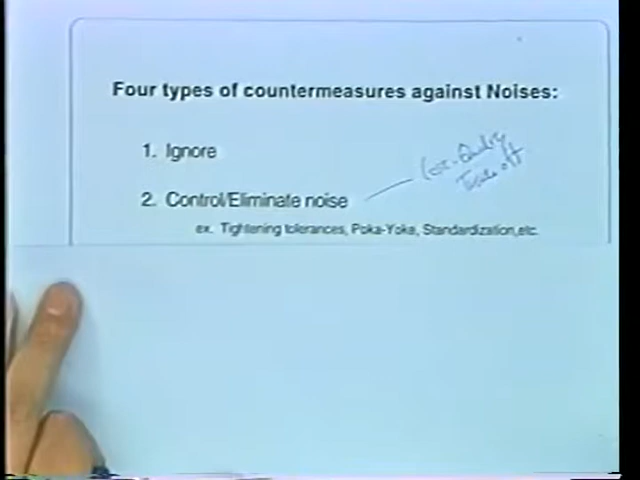 Four types of countermeasures against Noises:
1. Ignore
2. Control/Eliminate noise
Cost-Quality
Trade off
ex. Tightening tolerances, Poka-Yoka, Standardization,etc.